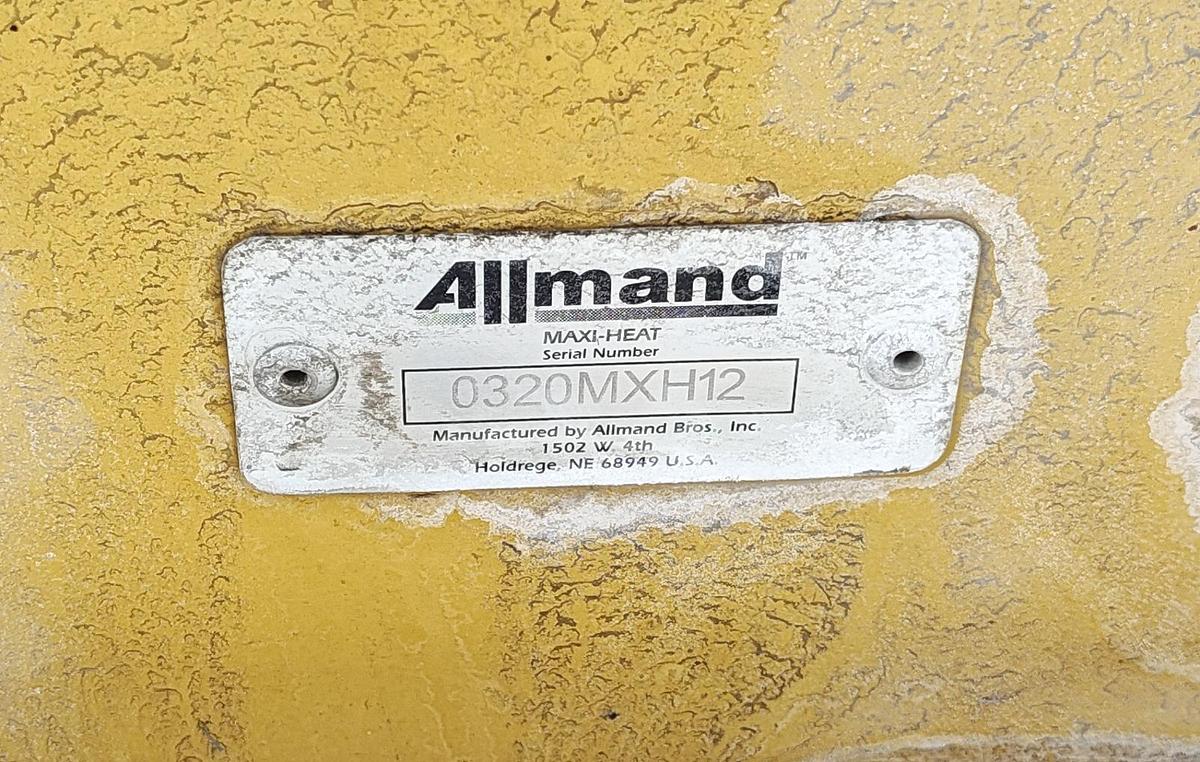 Allmand™
MAXI-HEAT
Serial Number
0320MXH12
Manufactured by Allmand Bros., Inc.
1502 W. 4th
Holdrege, NE 68949 U.S.A.